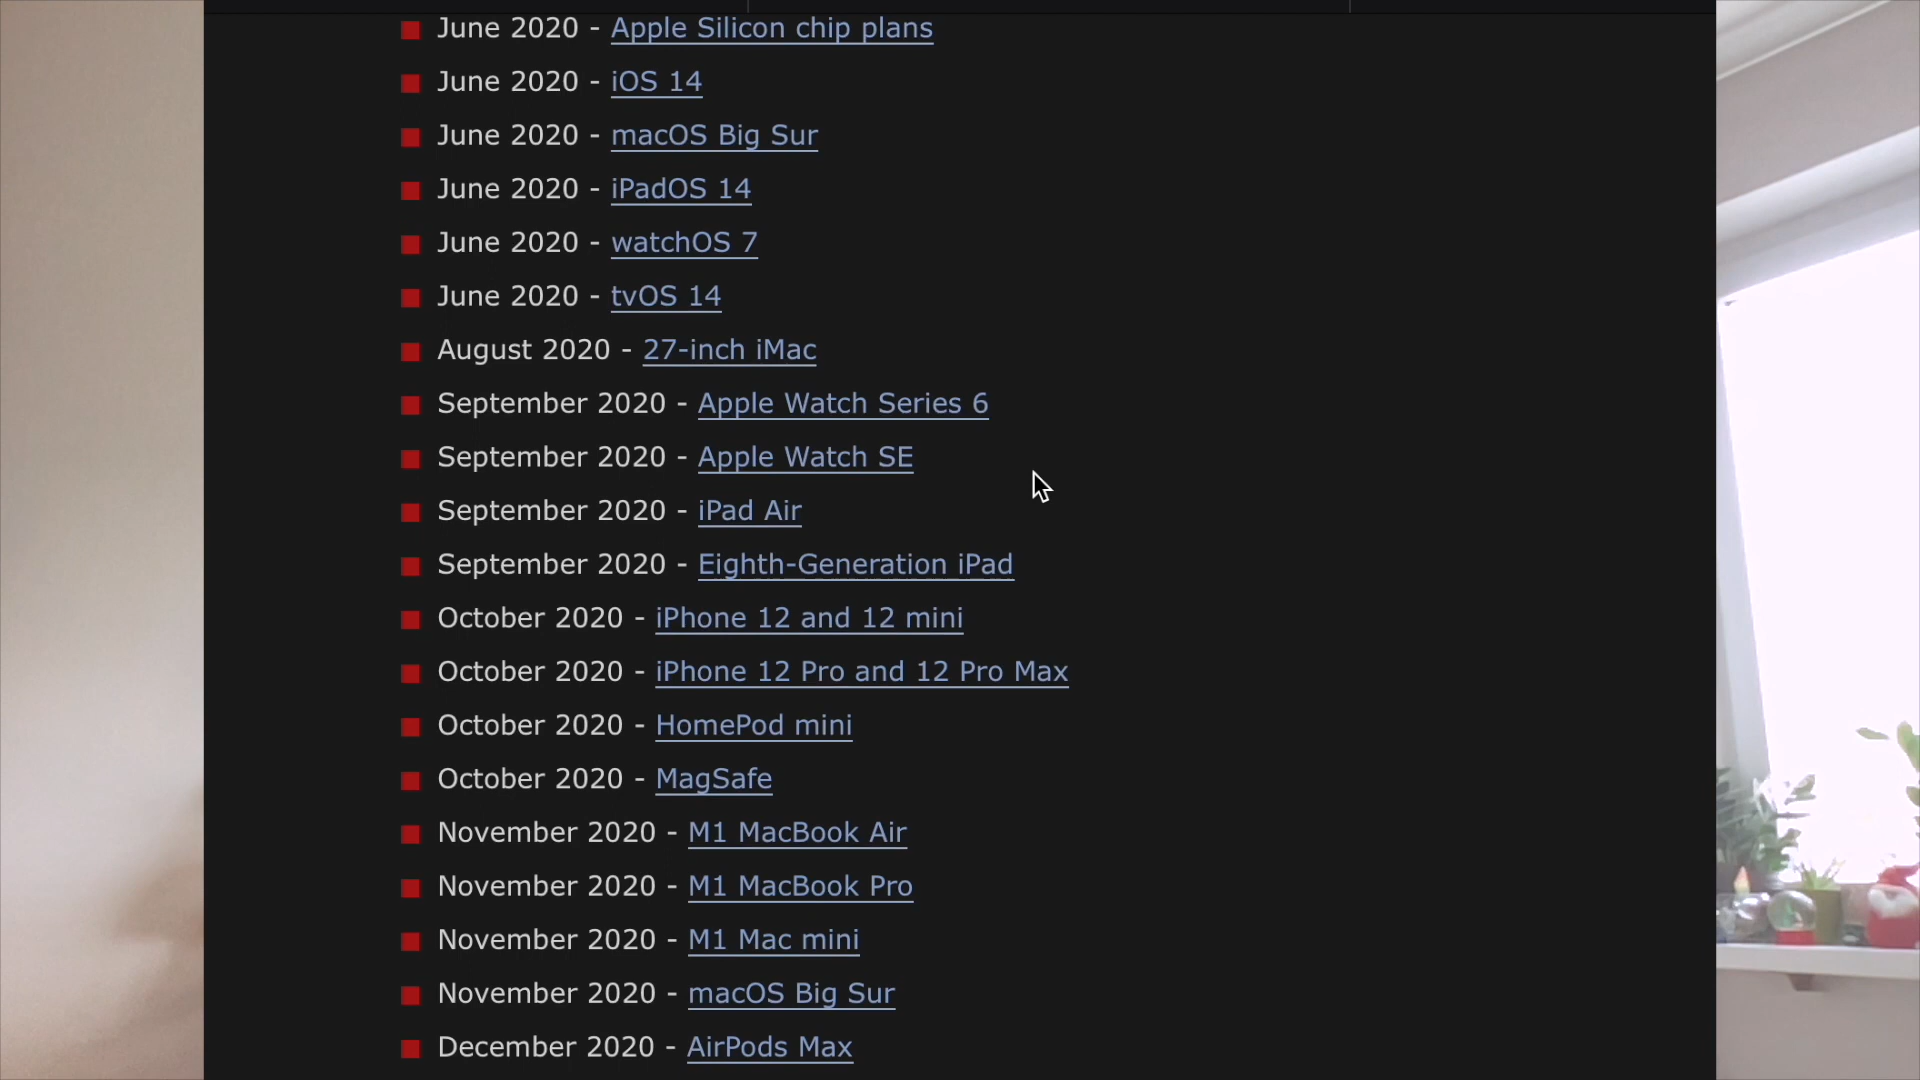 June 2020 - Apple Silicon chip plans
June 2020 - iOS 14
June 2020 - macOS Big Sur
June 2020 - iPadOS 14
June 2020 - watchOS 7
June 2020 - tvOS 14
August 2020 - 27-inch iMac
September 2020 - Apple Watch Series 6
September 2020 - Apple Watch SE
September 2020 - iPad Air
September 2020 - Eighth-Generation iPad
October 2020 - iPhone 12 and 12 mini
October 2020 - iPhone 12 Pro and 12 Pro Max
October 2020 - HomePod mini
October 2020 - MagSafe
November 2020 - M1 MacBook Air
November 2020 - M1 MacBook Pro
November 2020 - M1 Mac mini
November 2020 - macOS Big Sur
December 2020 - AirPods Max